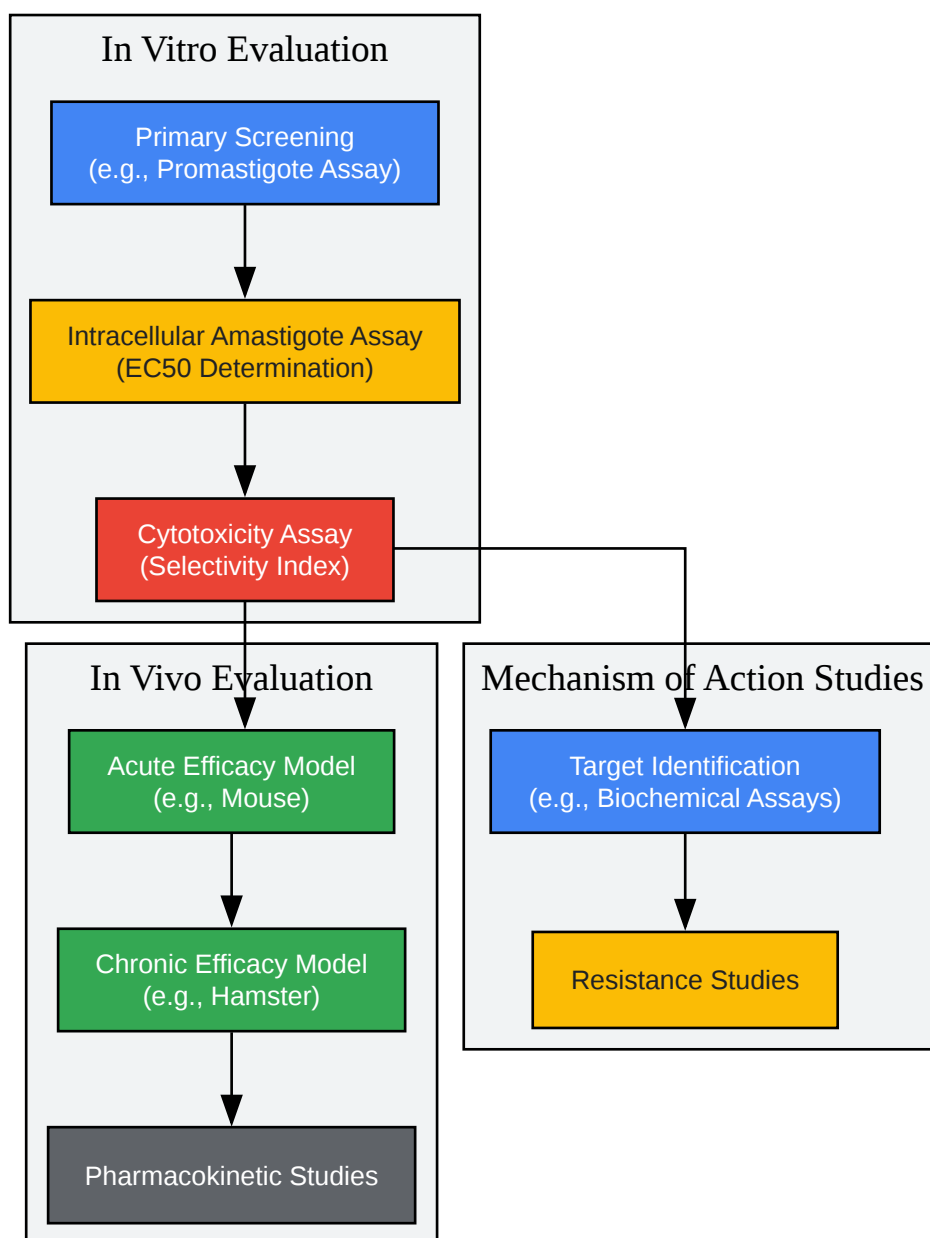 In Vitro Evaluation
Primary Screening
(e.g., Promastigote Assay)
Intracellular Amastigote Assay
(EC50 Determination)
Cytotoxicity Assay
(Selectivity Index)
In Vivo Evaluation
Acute Efficacy Model
(e.g., Mouse)
Chronic Efficacy Model
(e.g., Hamster)
Pharmacokinetic Studies
Mechanism of Action Studies
Target Identification
(e.g., Biochemical Assays)
Resistance Studies